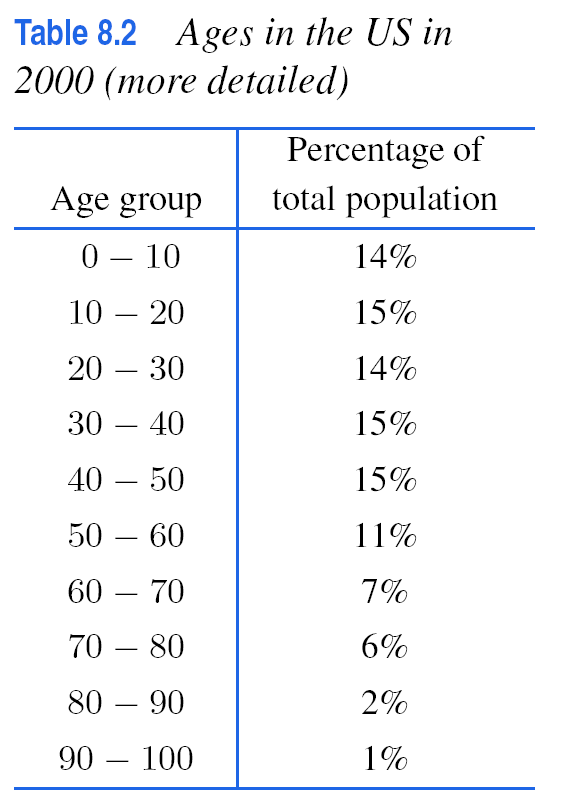 Table 8.2 Ages in the US in
2000 (more detailed)
Age group Percentage of total population
0 – 10 14%
10 – 20 15%
20 – 30 14%
30 – 40 15%
40 – 50 15%
50 – 60 11%
60 – 70 7%
70 – 80 6%
80 – 90 2%
90 – 100 1%